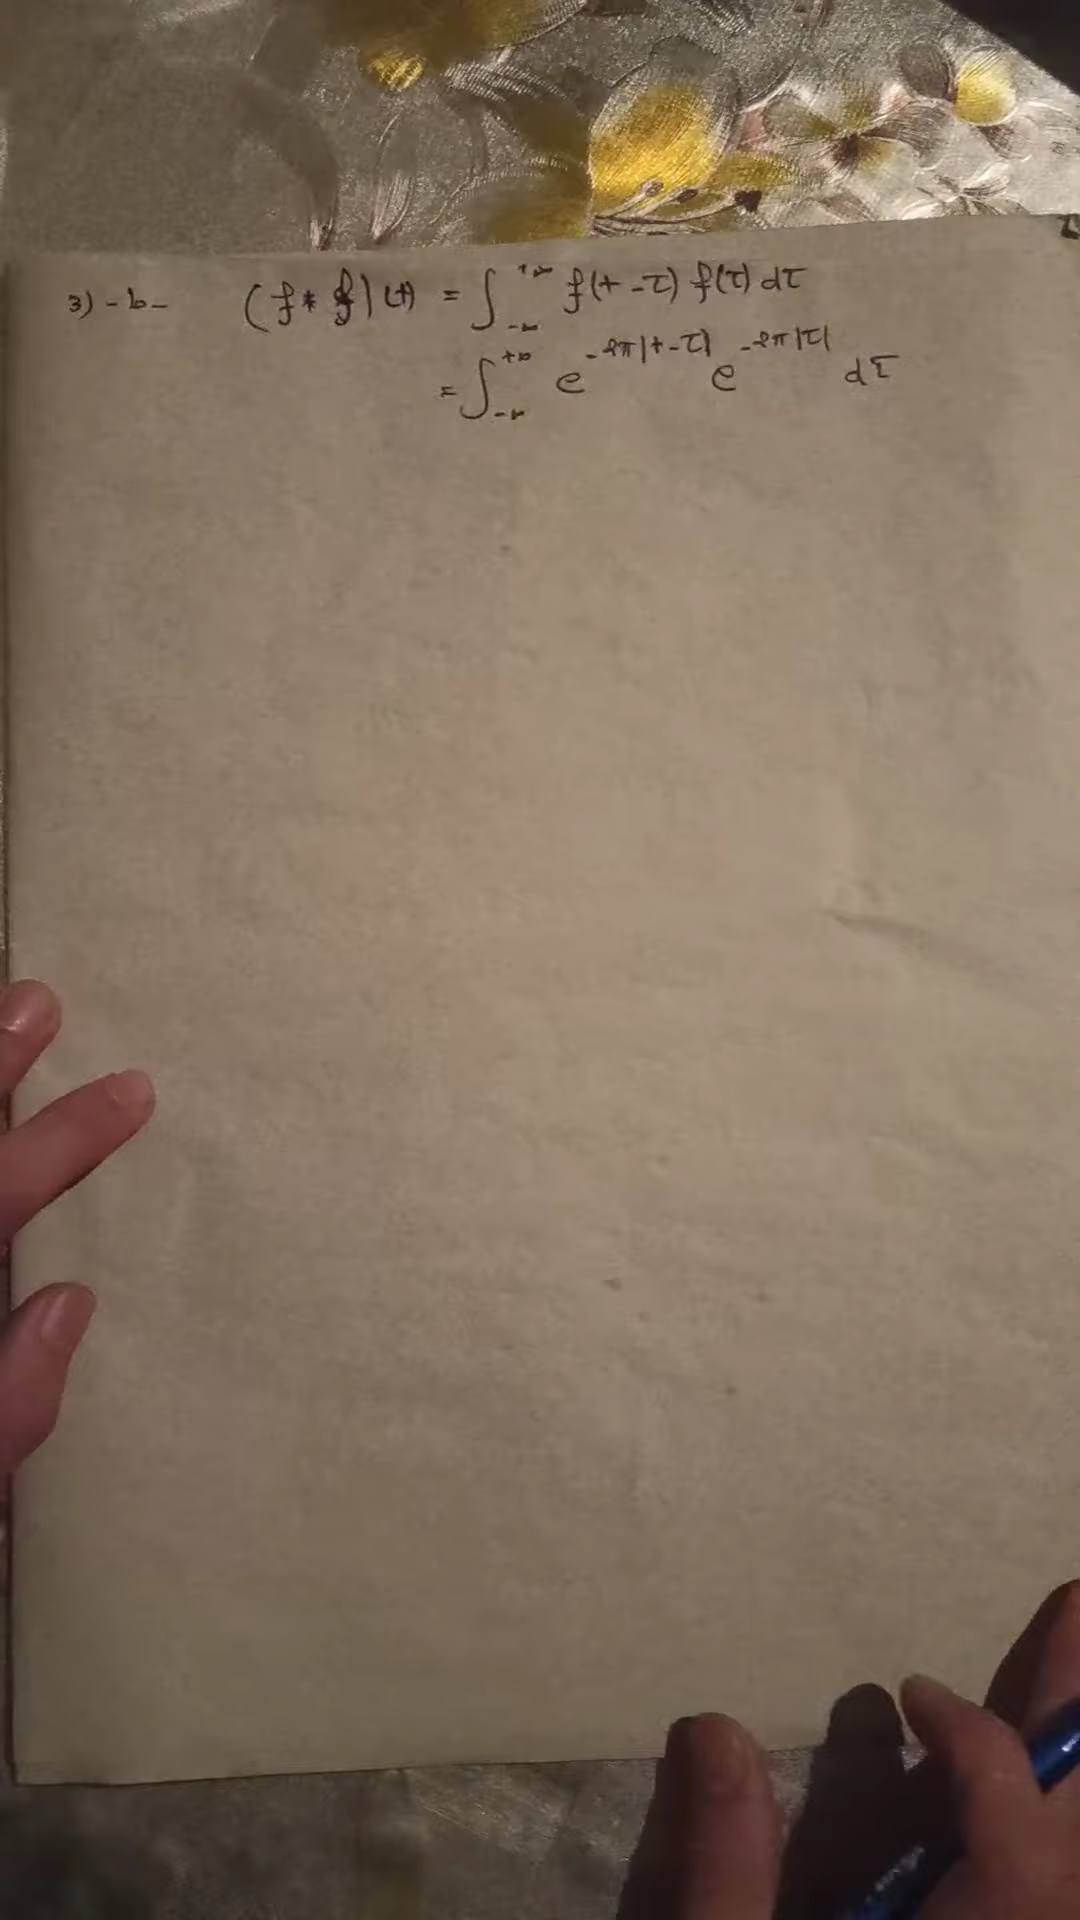 3) - b - (f * f)(t) = ∫_{-∞}^{+∞} f(t-τ) f(τ) dτ
= ∫_{-∞}^{+∞} e^{-2π|t-τ|} e^{-2π|τ|} dτ